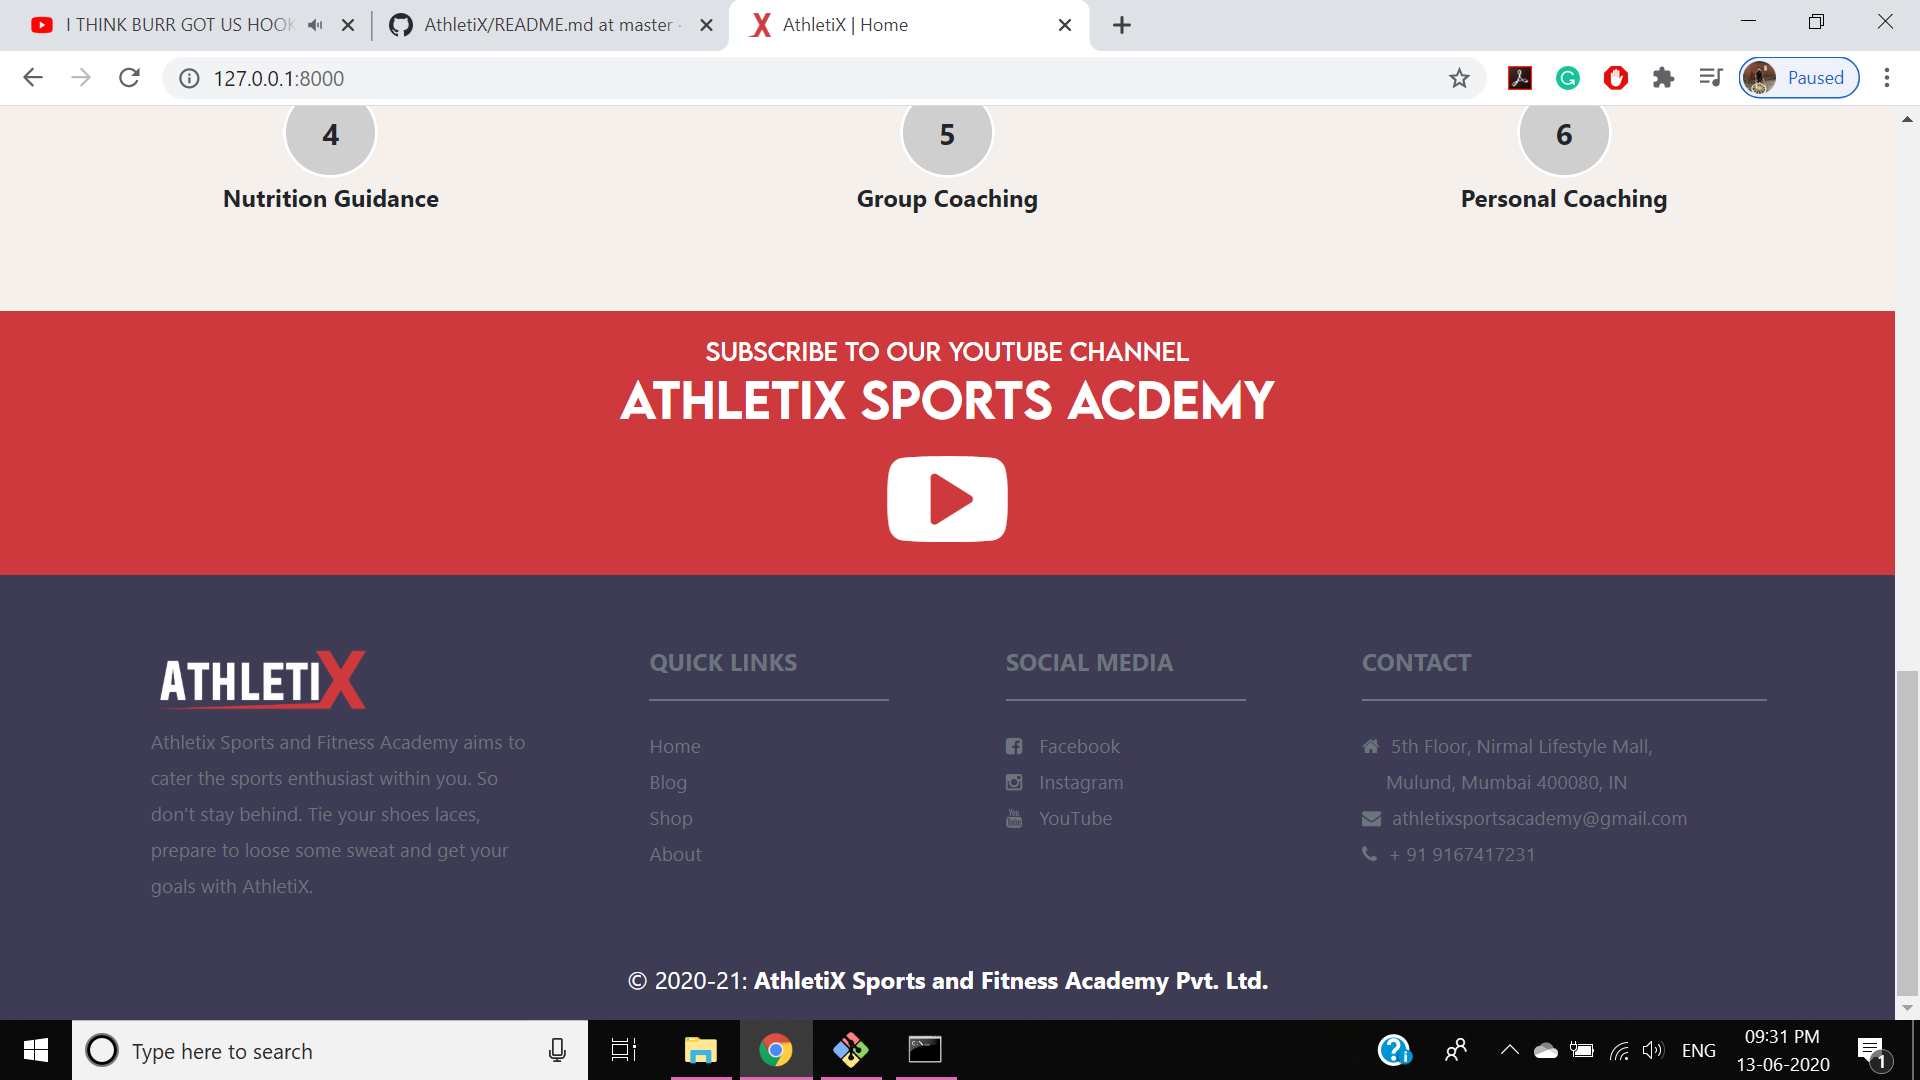 I THINK BURR GOT US HOOK
AthletiX/README.md at master
AthletiX | Home
127.0.0.1:8000
Paused
4
5
6
Nutrition Guidance
Group Coaching
Personal Coaching
SUBSCRIBE TO OUR YOUTUBE CHANNEL
ATHLETIX SPORTS ACDEMY
ATHLETIX
Athletix Sports and Fitness Academy aims to
cater the sports enthusiast within you. So
don't stay behind. Tie your shoes laces,
prepare to loose some sweat and get your
goals with AthletiX.
QUICK LINKS
Home
Blog
Shop
About
SOCIAL MEDIA
Facebook
Instagram
You Tube YouTube
CONTACT
5th Floor, Nirmal Lifestyle Mall,
Mulund, Mumbai 400080, IN
athletixsportsacademy@gmail.com
+ 91 9167417231
© 2020-21: AthletiX Sports and Fitness Academy Pvt. Ltd.
Type here to search
ENG
09:31 PM
13-06-2020
1